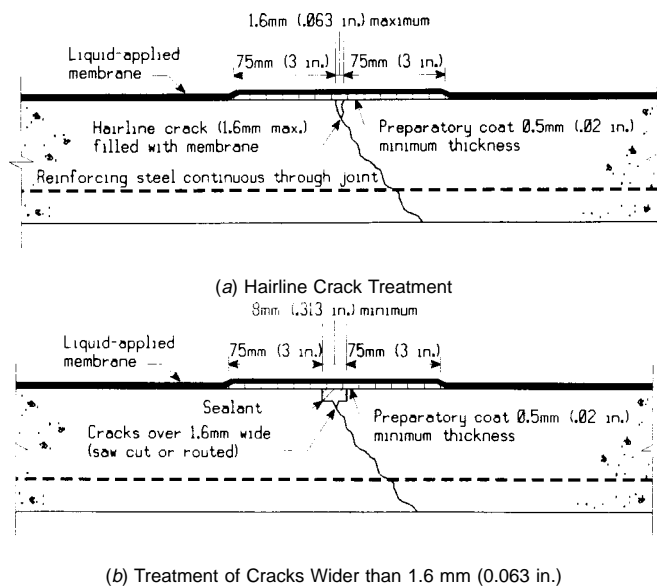 1.6mm (.063 in.) maximum
75mm (3 in.) 75mm (3 in.)
Liquid-applied
membrane
Hairline crack (1.6mm max.)
filled with membrane
Preparatory coat 0.5mm (.02 in.)
minimum thickness
Reinforcing steel continuous through joint
(a) Hairline Crack Treatment
8mm (.313 in.) minimum
75mm (3 in.) 75mm (3 in.)
Liquid-applied
membrane
Sealant
Cracks over 1.6mm wide
(saw cut or routed)
Preparatory coat 0.5mm (.02 in.)
minimum thickness
(b) Treatment of Cracks Wider than 1.6 mm (0.063 in.)